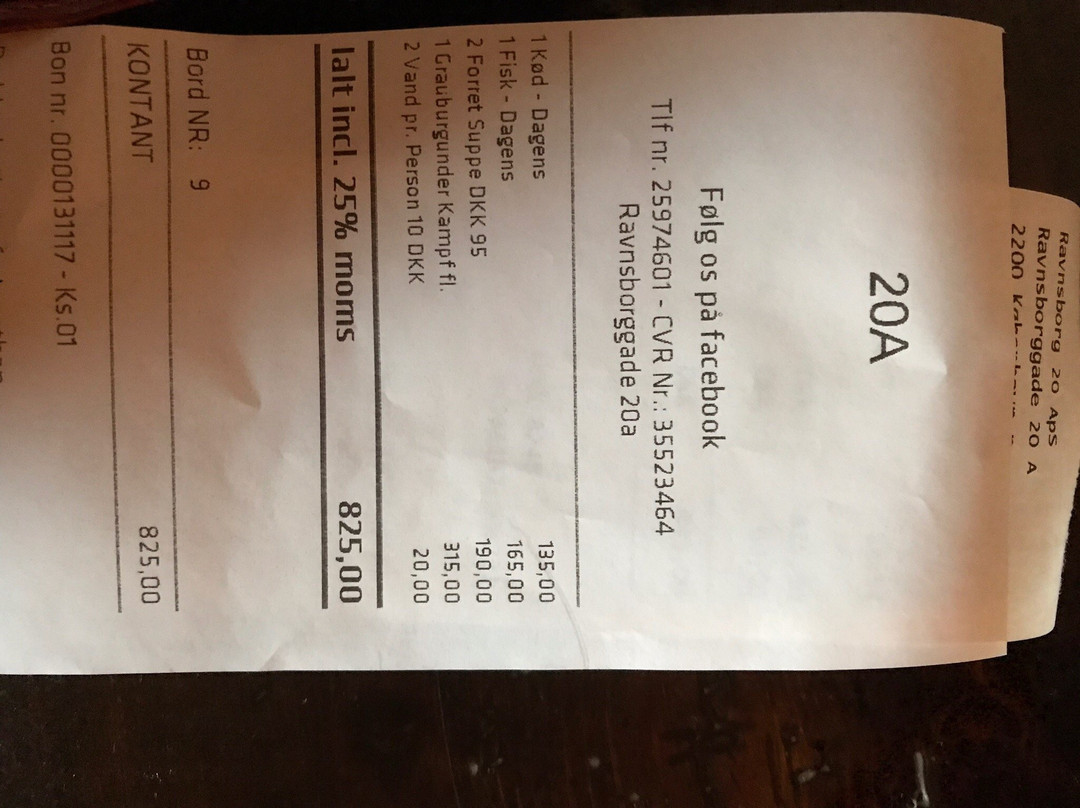 Ravnsborg 20 ApS
Ravnsborggade 20 A
2200
20A
Følg os på facebook
Tlf nr. 25974601 - CVR Nr.: 35523464
Ravnsborggade 20a
1 Kød - Dagens 135,00
1 Fisk - Dagens 165,00
2 Forret Suppe DKK 95 190,00
1 Grauburgunder Kampf fl. 315,00
2 Vand pr. Person 10 DKK 20,00
Ialt incl. 25% moms 825,00
Bord NR: 9
KONTANT 825,00
Bon nr. 0000131117 - Ks.01